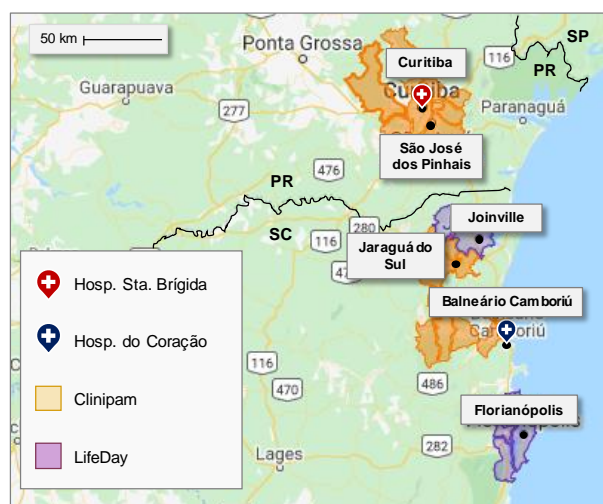 50 km
SP
PR
116
376
Ponta Grossa
Curitiba
Guarapuava
277
Paranaguá
São José
dos Pinhais
476
PR
SC
280
116
Joinville
Jaraguá do
Sul
Balneário Camboriú
Camboriú
Hosp. Sta. Brígida
Hosp. do Coração
Clinipam
LifeDay
116
470
486
Florianópolis
282
Lages